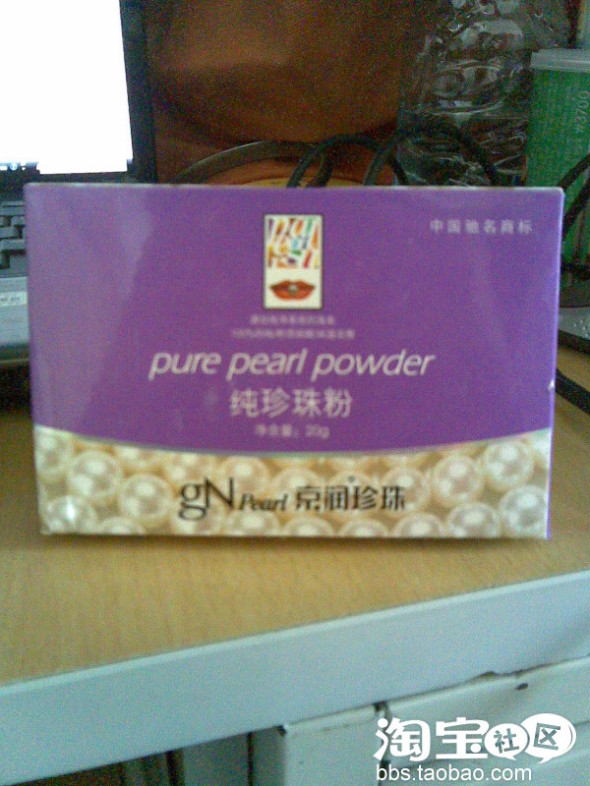 中国驰名商标
pure pearl powder
纯珍珠粉
净含量：20g
gN Pearl 京润珍珠
淘宝社区
bbs.taobao.com